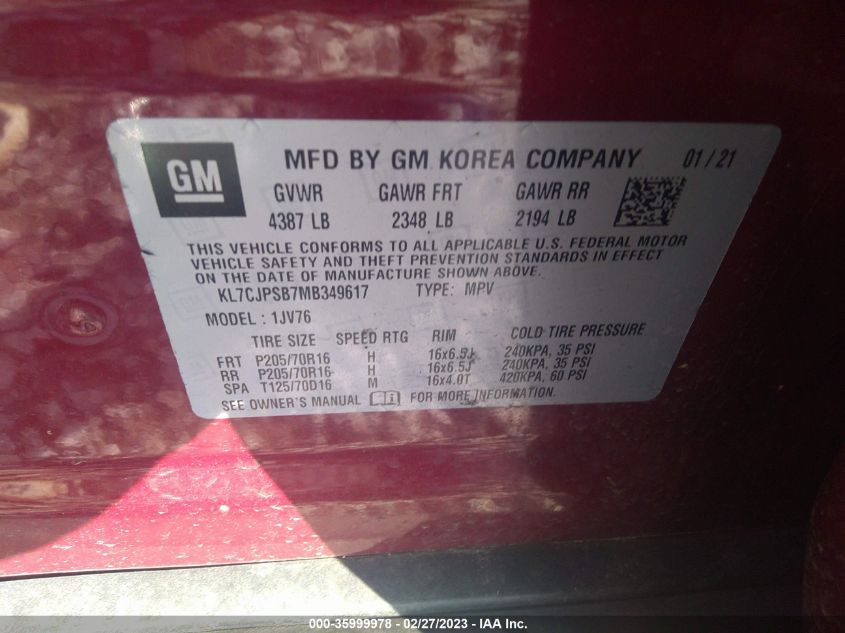 GM
MFD BY GM KOREA COMPANY 01/21
GVWR GAWR FRT GAWR RR
4387 LB 2348 LB 2194 LB
THIS VEHICLE CONFORMS TO ALL APPLICABLE U.S. FEDERAL MOTOR
VEHICLE SAFETY AND THEFT PREVENTION STANDARDS IN EFFECT
ON THE DATE OF MANUFACTURE SHOWN ABOVE.
KL7CJPSB7MB349617 TYPE: MPV
MODEL : 1JV76
TIRE SIZE SPEED RTG RIM COLD TIRE PRESSURE
FRT P205/70R16 H 16x6.5J 240KPA, 35 PSI
RR P205/70R16 H 16x6.5J 240KPA, 35 PSI
SPA T125/70D16 M 16x4.0T 420KPA, 60 PSI
SEE OWNER'S MANUAL FOR MORE INFORMATION.
000-35999978 - 02/27/2023 - IAA Inc.